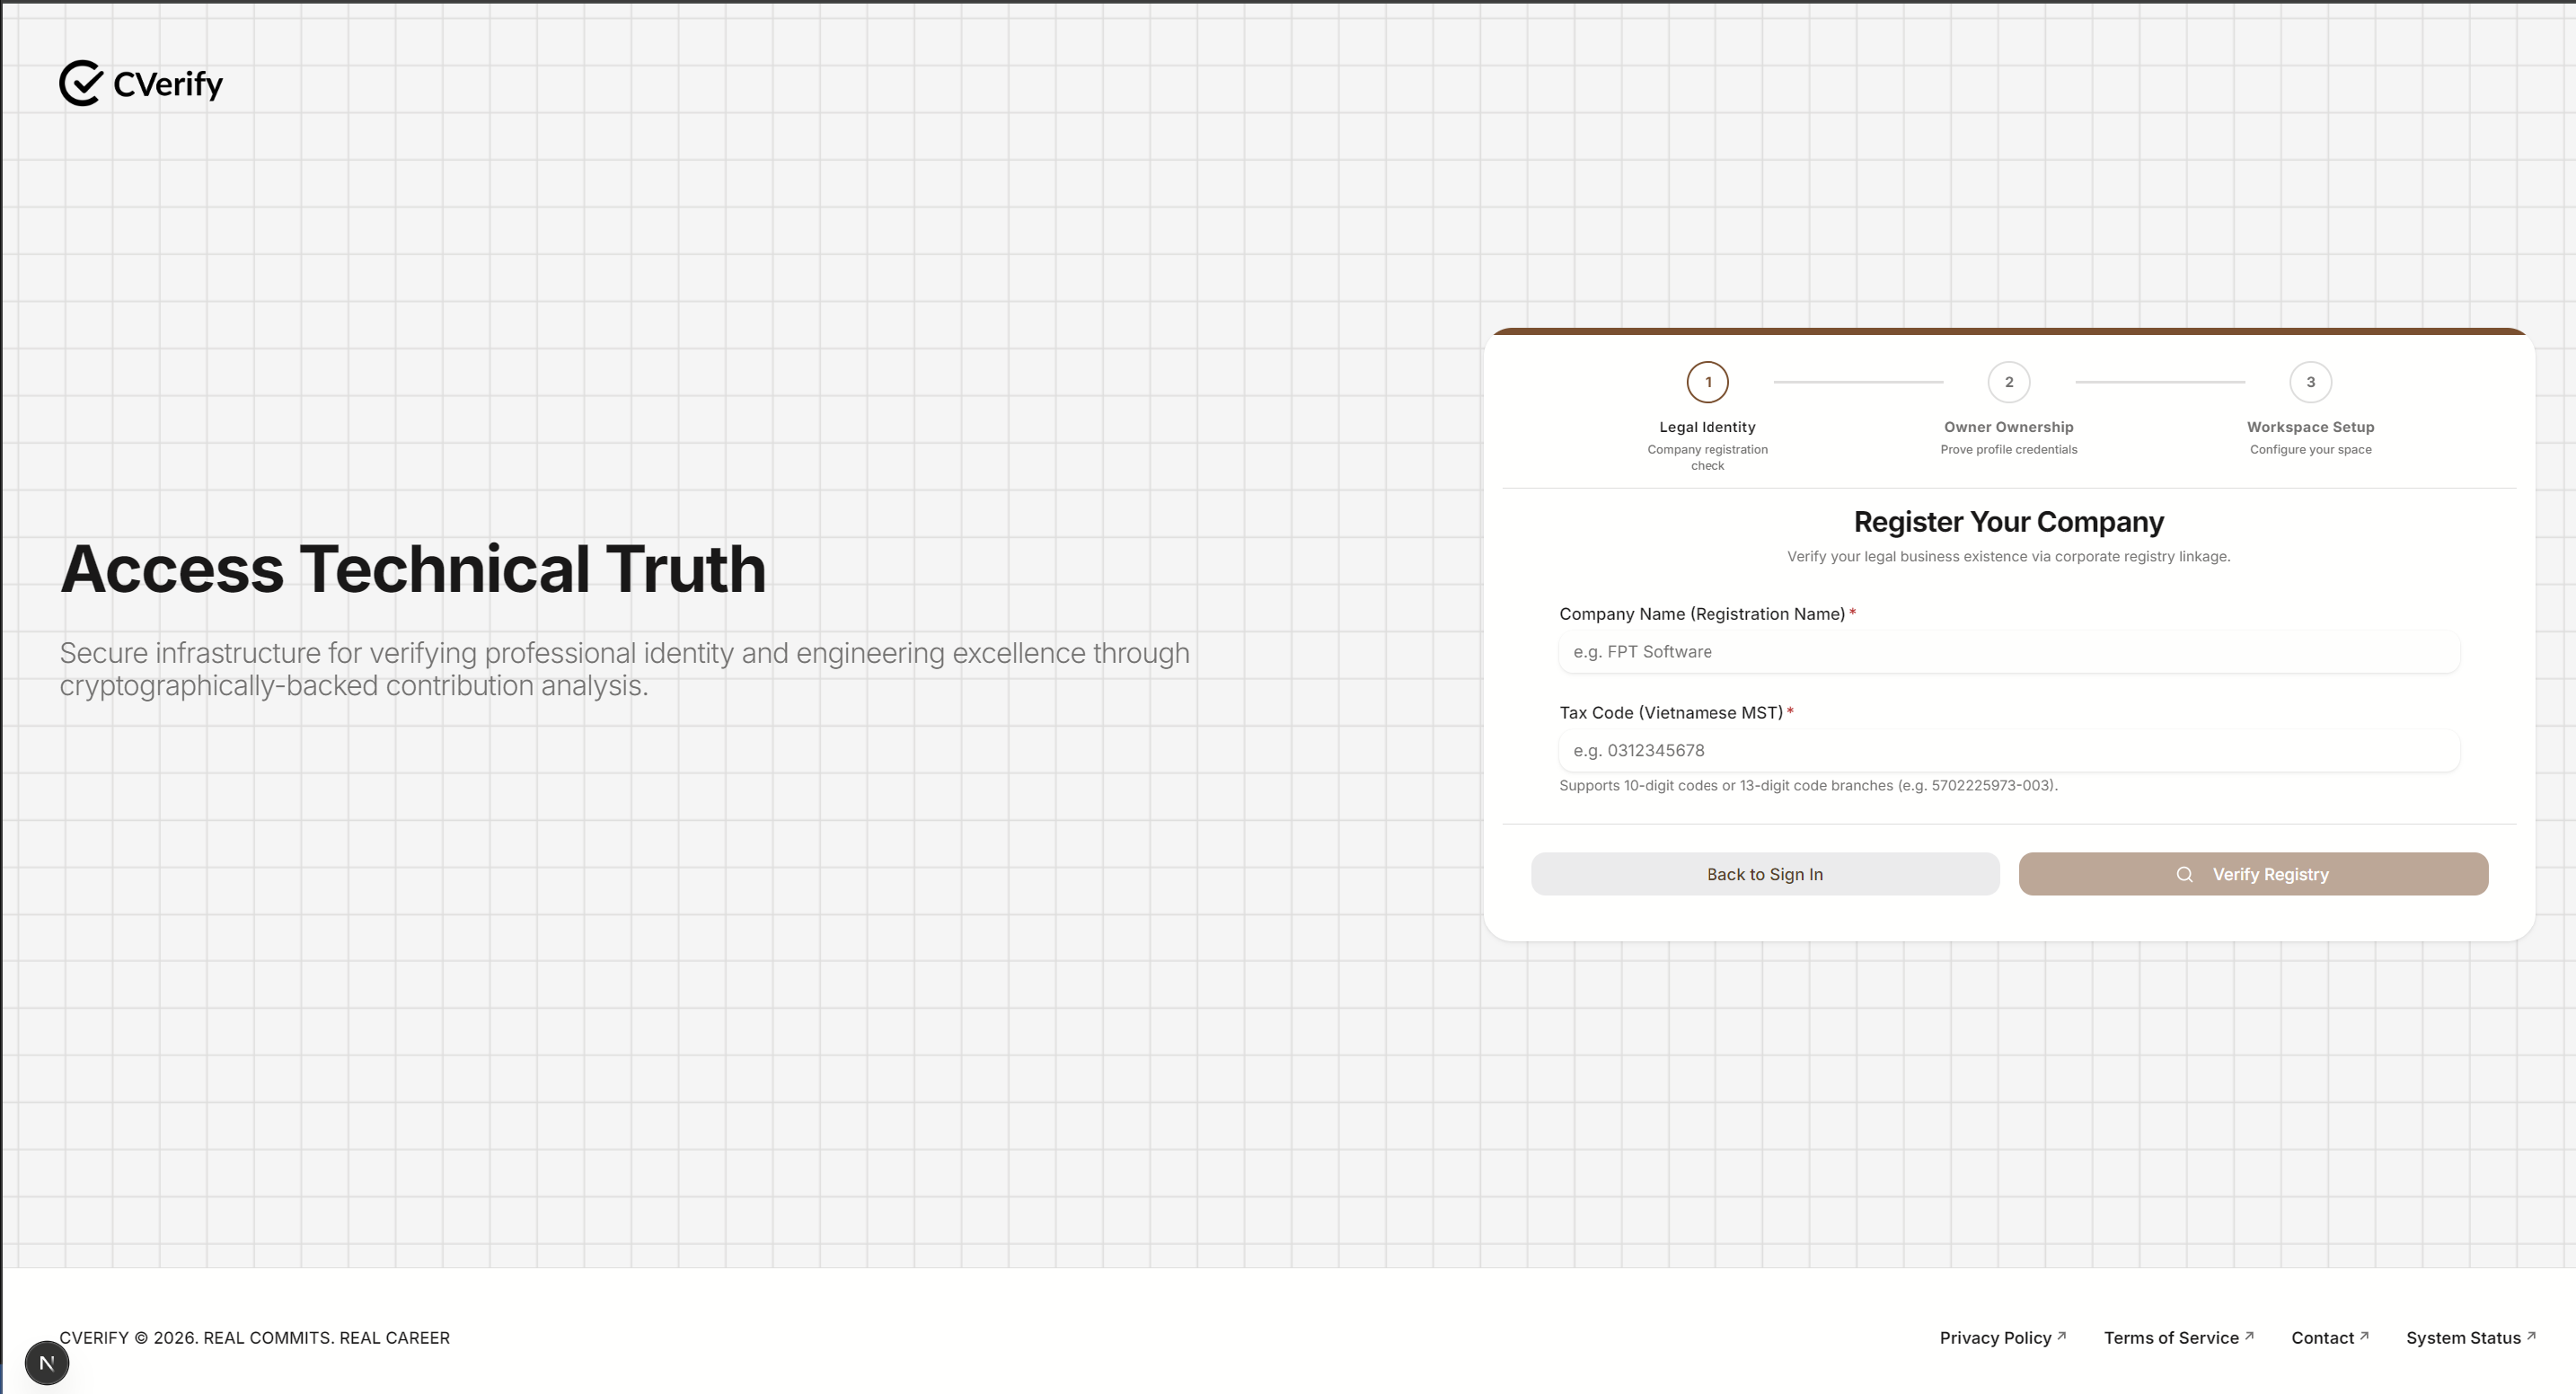 CVerify
Access Technical Truth
Secure infrastructure for verifying professional identity and engineering excellence through
cryptographically-backed contribution analysis.
1
Legal Identity
Company registration
check
2
Owner Ownership
Prove profile credentials
3
Workspace Setup
Configure your space
Register Your Company
Verify your legal business existence via corporate registry linkage.
Company Name (Registration Name) *
e.g. FPT Software
Tax Code (Vietnamese MST) *
e.g. 0312345678
Supports 10-digit codes or 13-digit code branches (e.g. 5702225973-003).
Back to Sign In
Verify Registry
CVERIFY © 2026. REAL COMMITS. REAL CAREER
N
Privacy Policy
Terms of Service
Contact
System Status